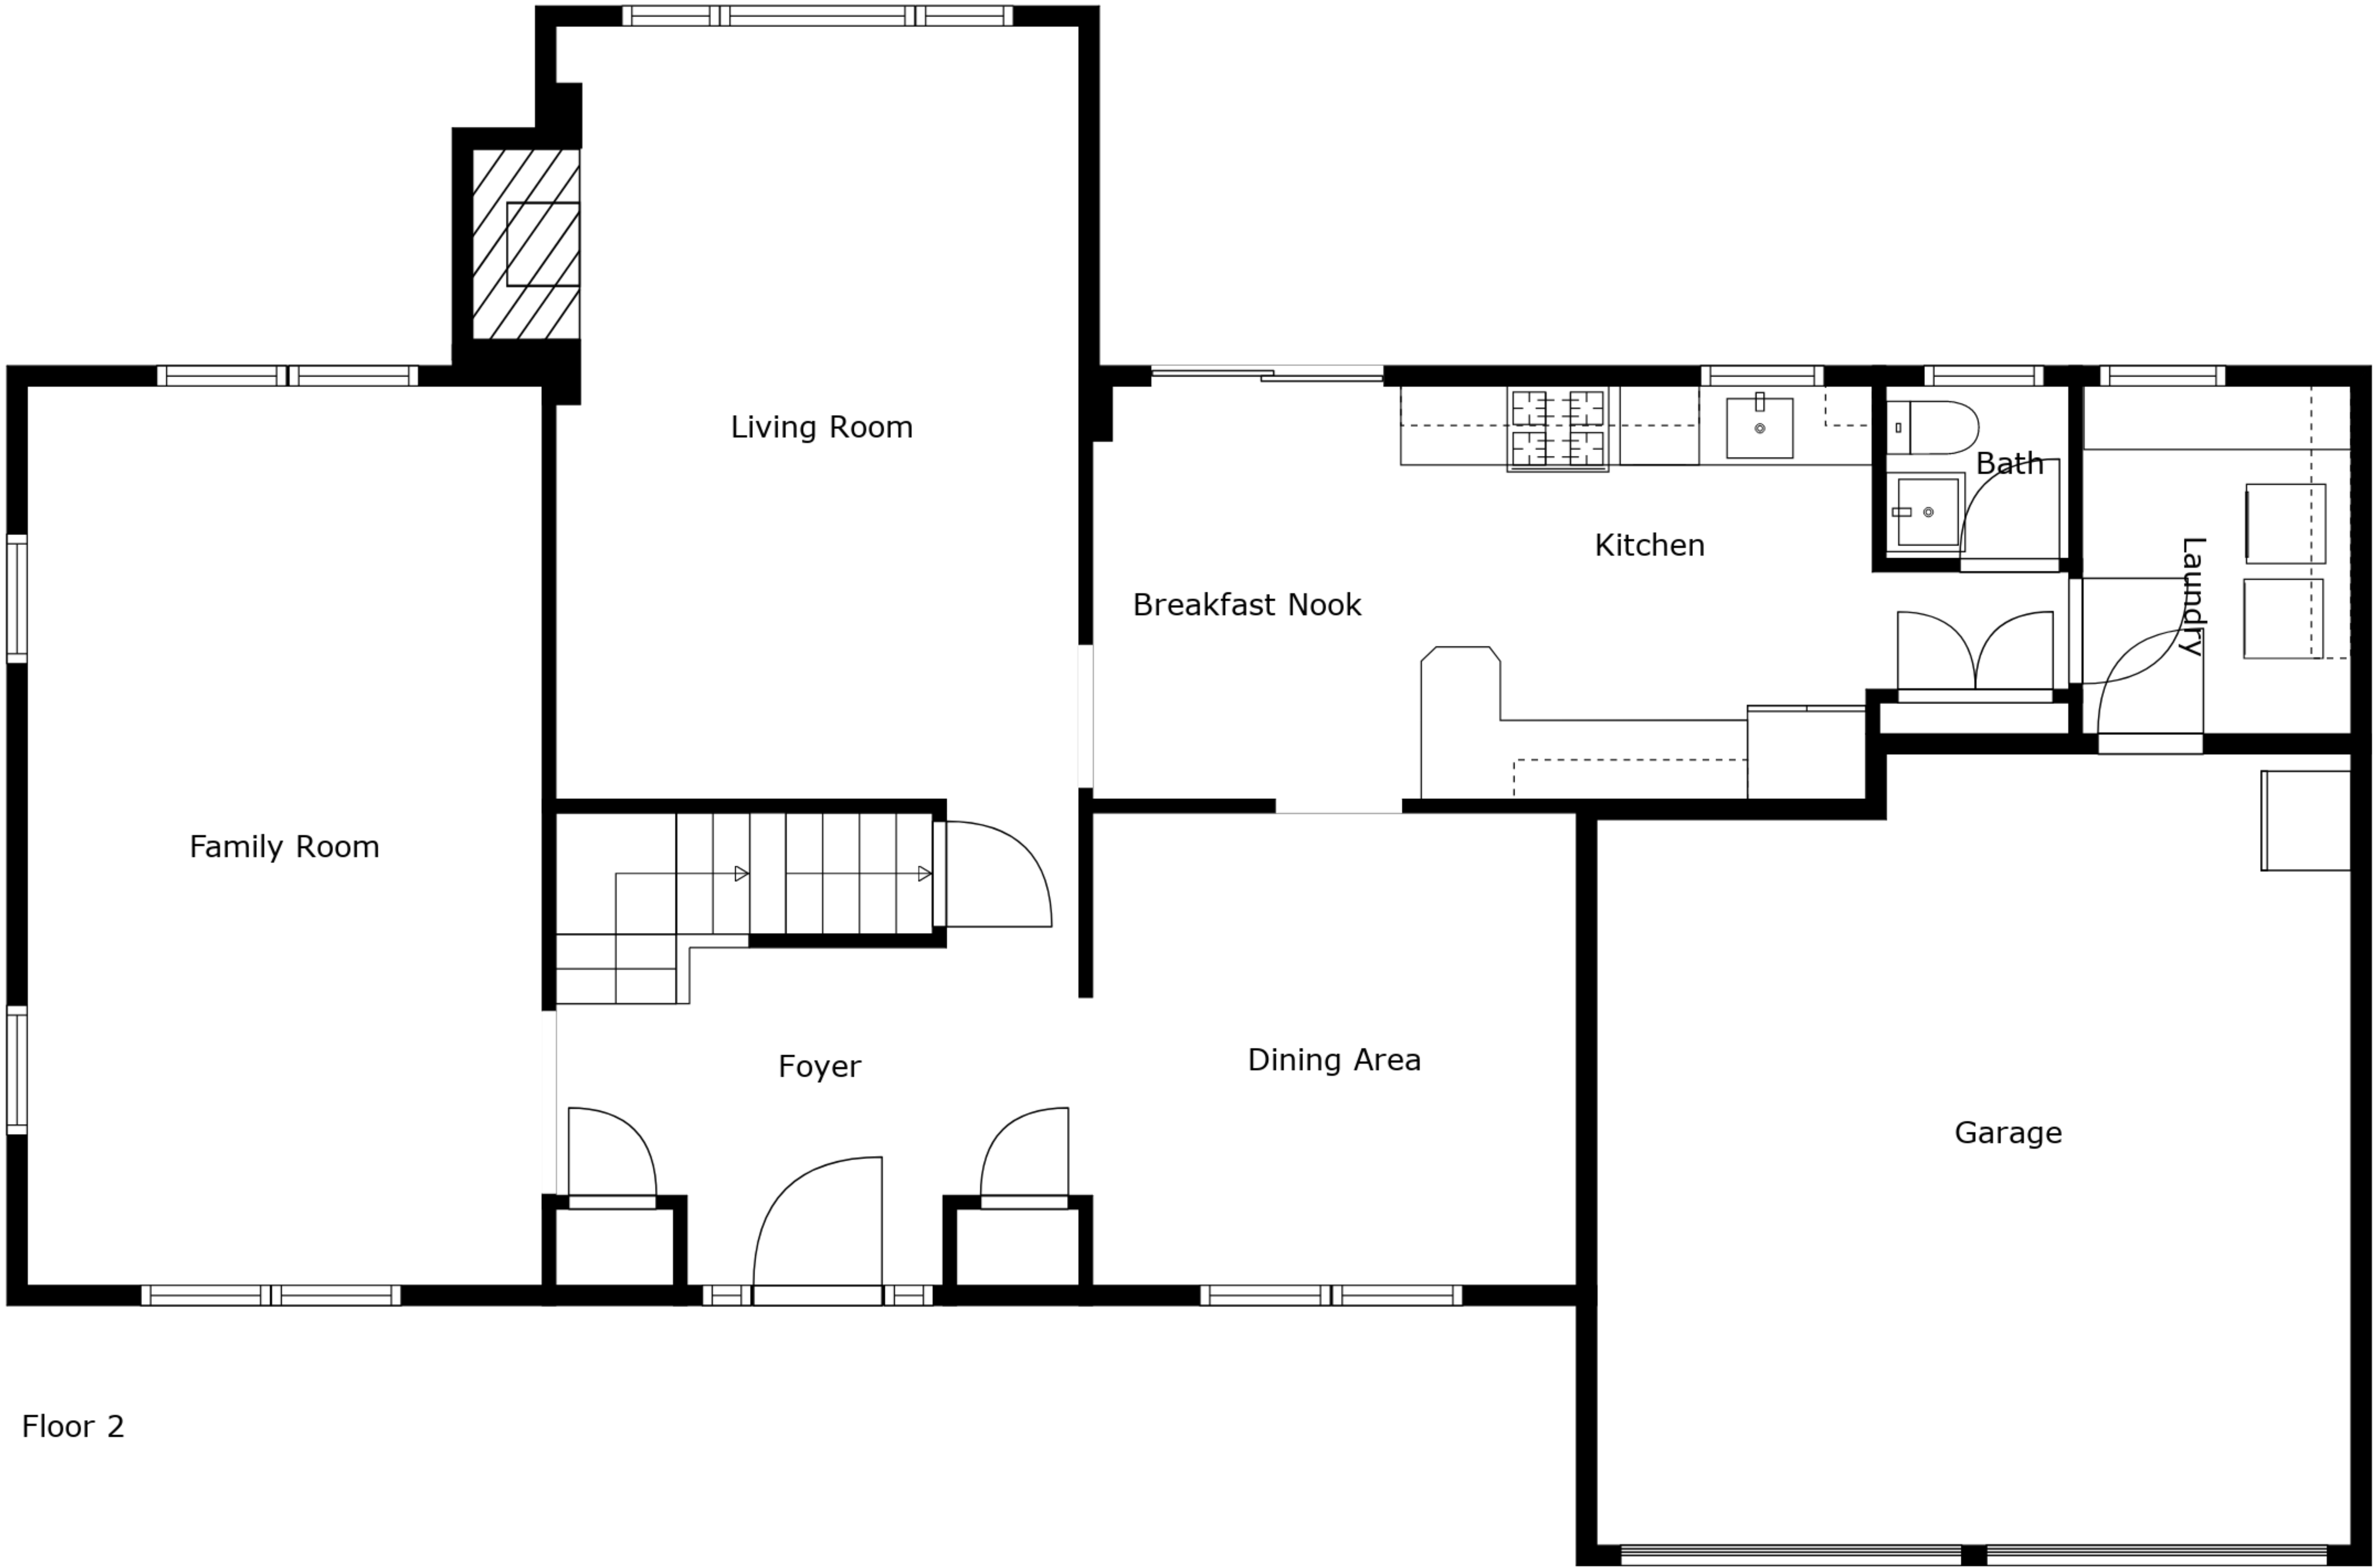 Living Room
Bath
Kitchen
Breakfast Nook
Laundry
Family Room
Foyer
Dining Area
Garage
Floor 2